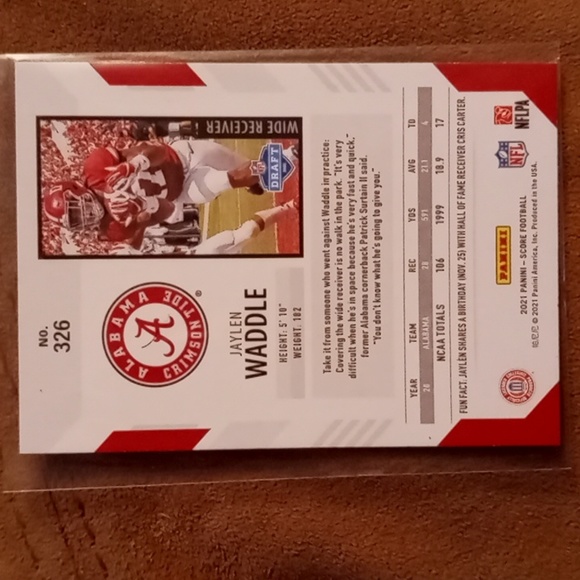 No.
326
ALABAMA
CRIMSON TIDE
A
®
JAYLEN
WADDLE
HEIGHT: 5' 10"
WEIGHT: 182
WIDE RECEIVER
NFL
DRAFT
17
Take it from someone who went against Waddle in practice:
Covering the wide receiver is no walk in the park. "It's very
difficult when he's in space because he's very fast and quick,"
former Alabama cornerback Patrick Surtain II said.
"You don't know what he's going to give you."
YEAR TEAM REC YDS AVG TD
20 ALABAMA 28 591 21.1 4
NCAA TOTALS 106 1999 18.9 17
FUN FACT: JAYLEN SHARES A BIRTHDAY (NOV. 25) WITH HALL OF FAME RECEIVER CRIS CARTER.
PANINI
NFL
NFLPA
2021 PANINI – SCORE FOOTBALL
© 2021 Panini America, Inc. Produced in the USA.